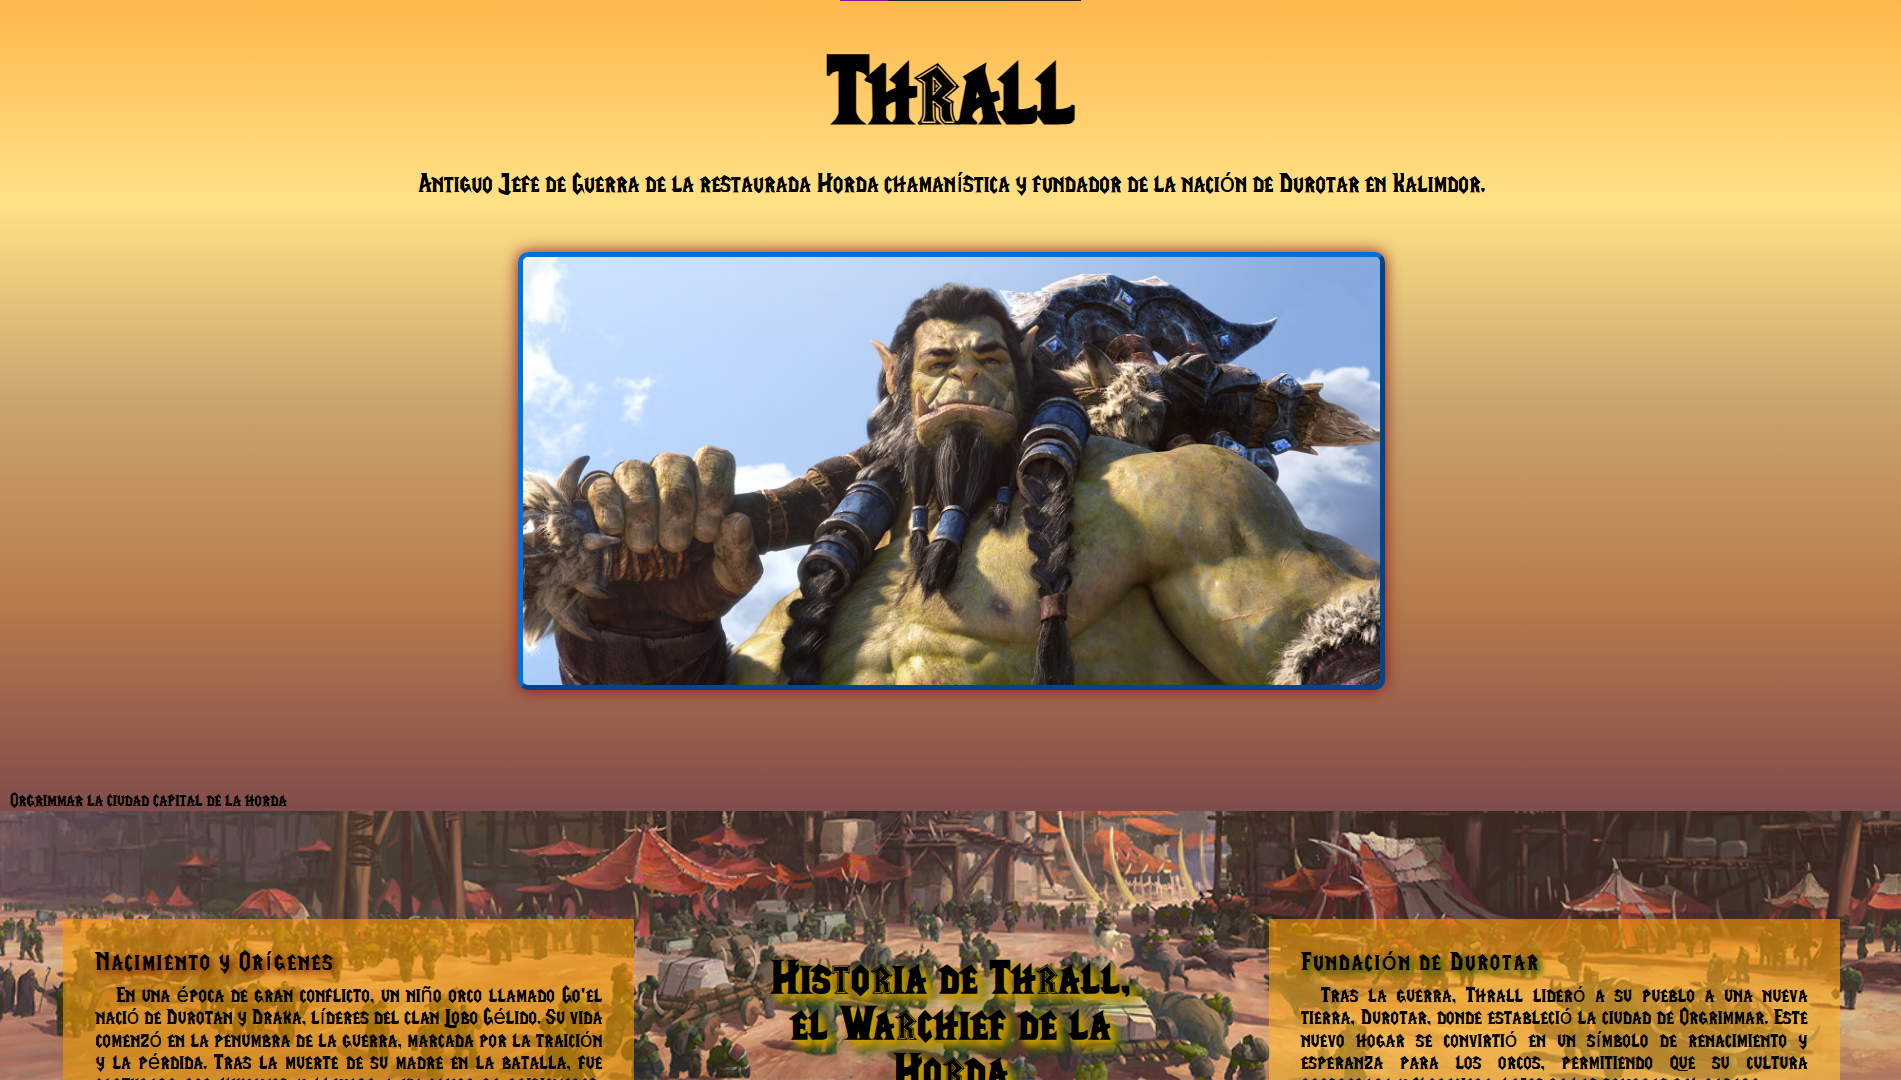 Thrall
Antiguo Jefe de Guerra de la restaurada Horda chamanística y fundador de la nación de Durotar en Kalimdor.
Orgrimmar la ciudad capital de la horda
Nacimiento y Orígenes
En una época de gran conflicto, un niño orco llamado Go'el
nació de Durotan y Draka, líderes del clan Lobo Gélido. Su vida
comenzó en la penumbra de la guerra, marcada por la traición
y la pérdida. Tras la muerte de su madre en la batalla, fue
Historia de Thrall,
el Warchief de la
Horda
Fundación de Durotar
Tras la guerra, Thrall lideró a su pueblo a una nueva
tierra, Durotar, donde estableció la ciudad de Orgrimmar. Este
nuevo hogar se convirtió en un símbolo de renacimiento y
esperanza para los orcos, permitiendo que su cultura